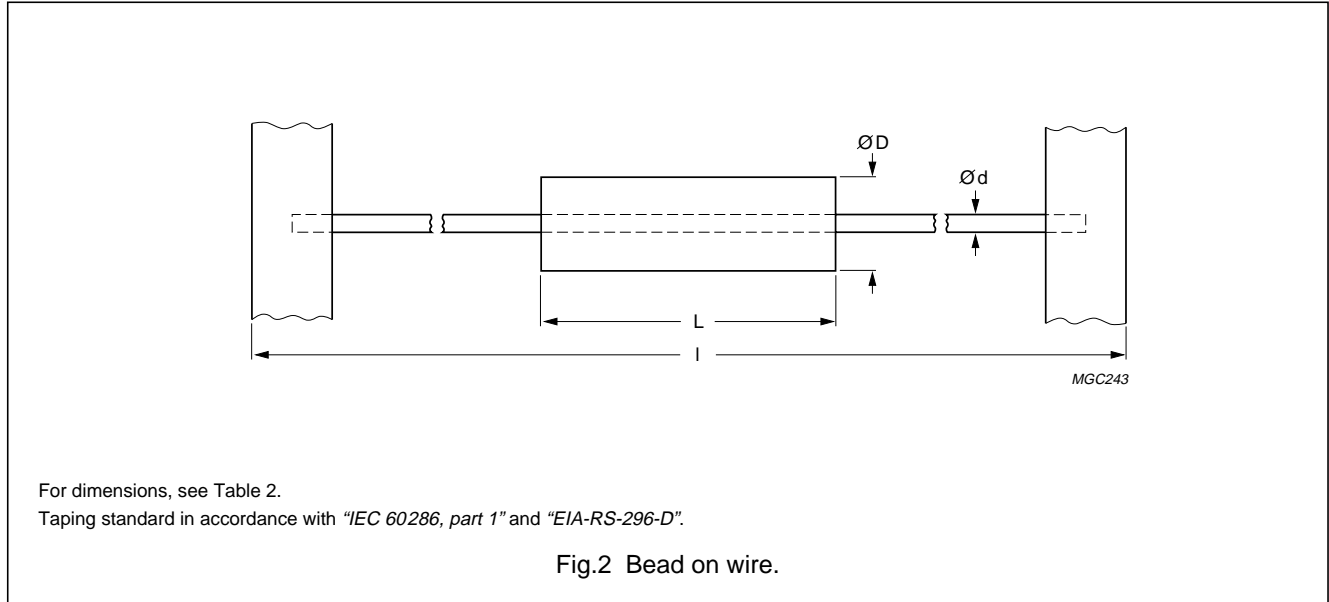 ØD
Ød
L
l
MGC243
For dimensions, see Table 2.
Taping standard in accordance with “IEC 60286, part 1” and “EIA-RS-296-D”.
Fig.2 Bead on wire.